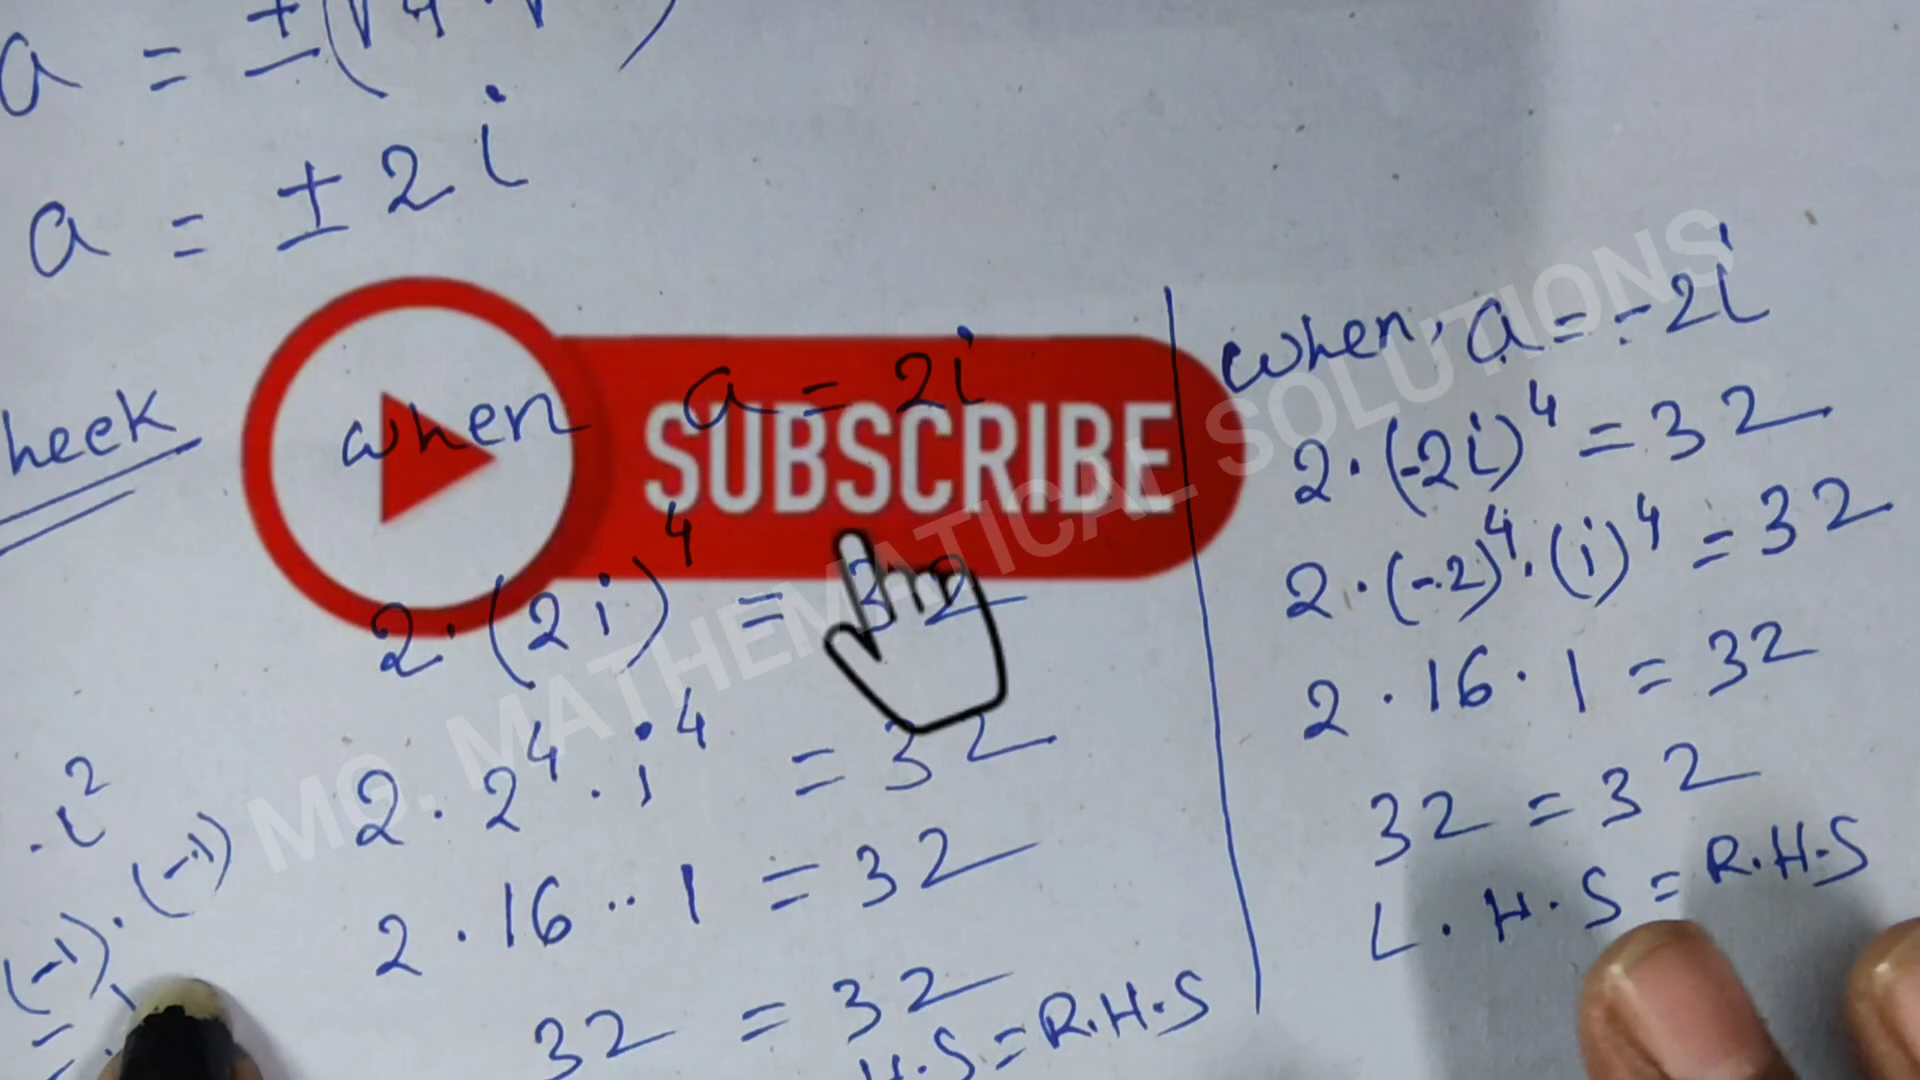 a = ±(√4 · √
a = ± 2i
heek
when a = 2i
2·(2i)⁴ = 32
2 · 2⁴ · i⁴ = 32
2 · 16 ·· 1 = 32
32 = 32
H·S = R.H.S
· i²
(-1)·(-1)
=
when, a = -2i
2·(-2i)⁴ = 32
2·(-2)⁴·(i)⁴ = 32
2 · 16 · 1 = 32
32 = 32
L·H·S = R.H.S
SUBSCRIBE
MQ. MATHEMATICAL SOLUTIONS